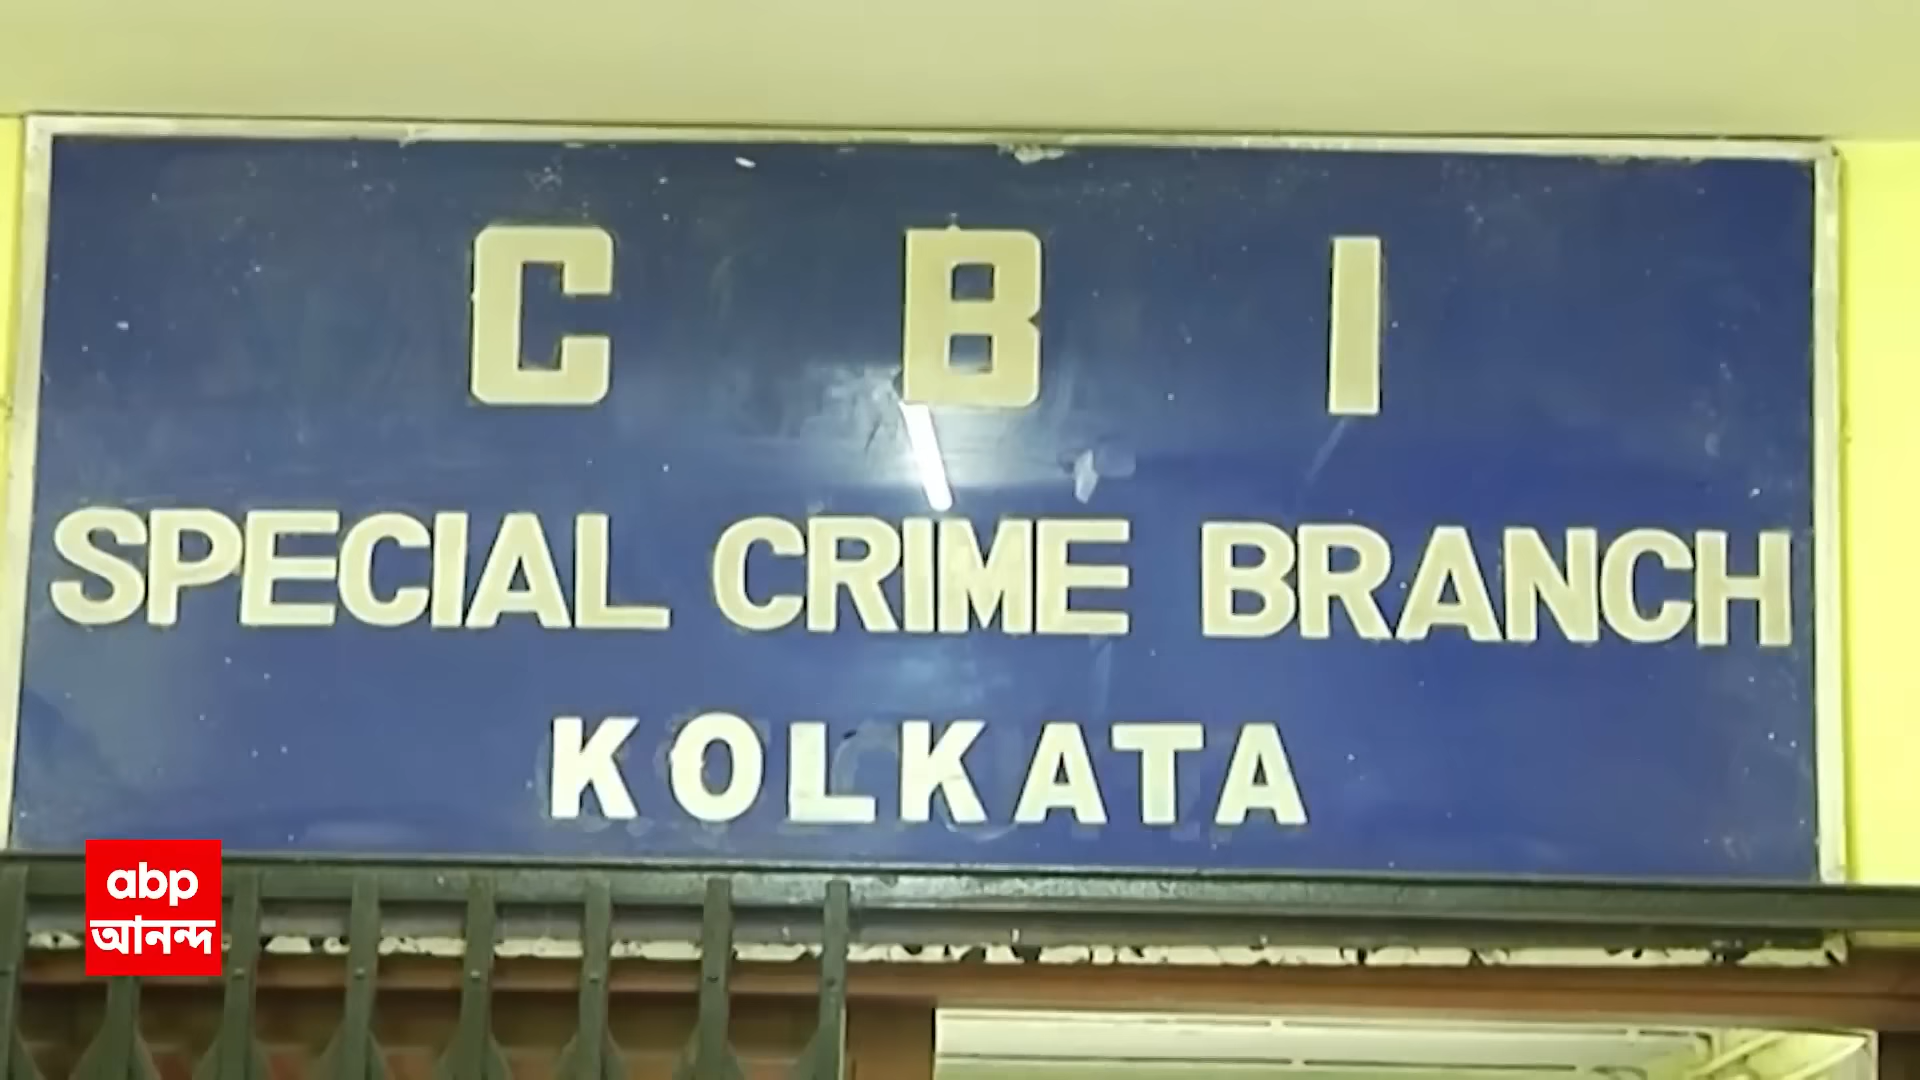 C B I
SPECIAL CRIME BRANCH
KOLKATA
abp
আনন্দ